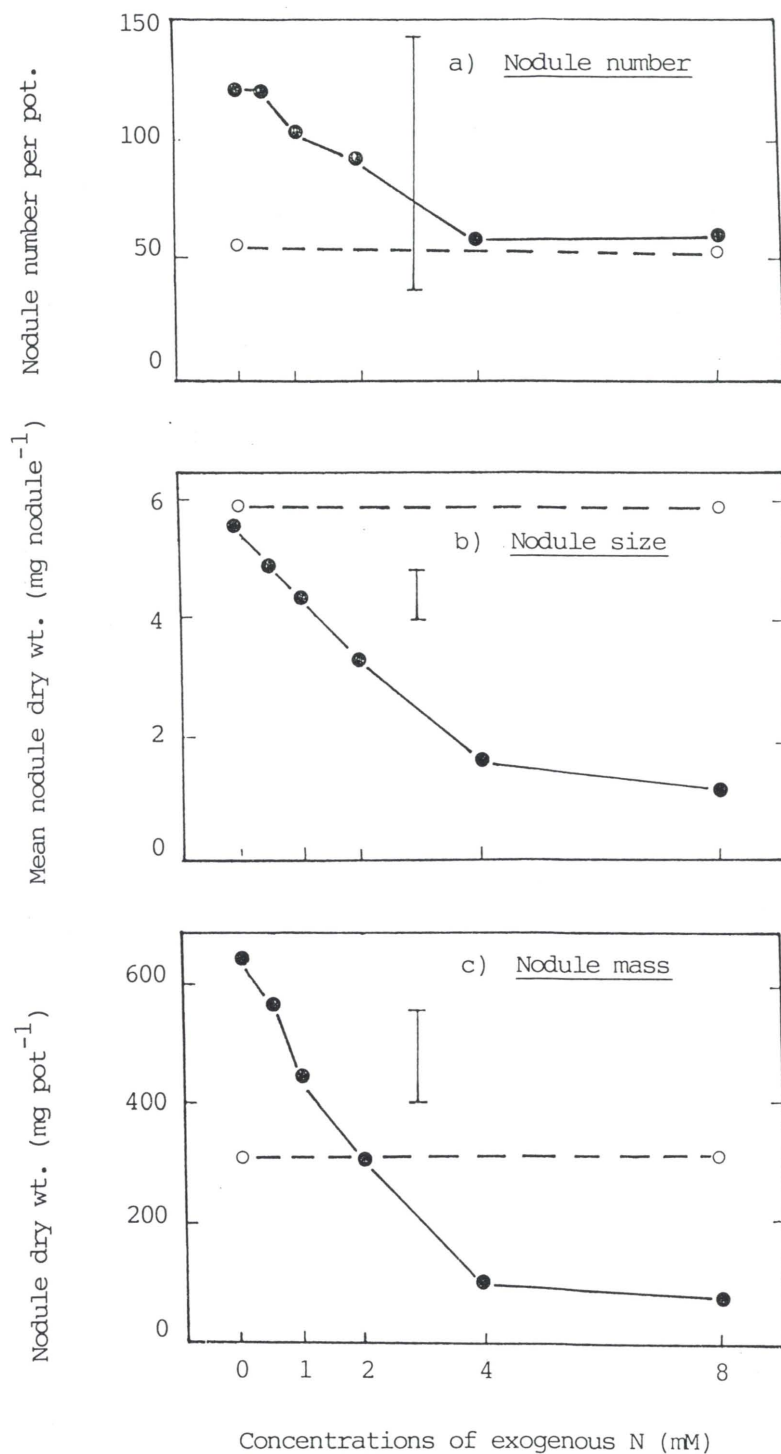 150
100
50
0
Nodule number per pot.
a) Nodule number
6
4
2
0
Mean nodule dry wt. (mg nodule-1)
b) Nodule size
600
400
200
0
Nodule dry wt. (mg pot-1)
c) Nodule mass
0 1 2 4 8
Concentrations of exogenous N (mM)